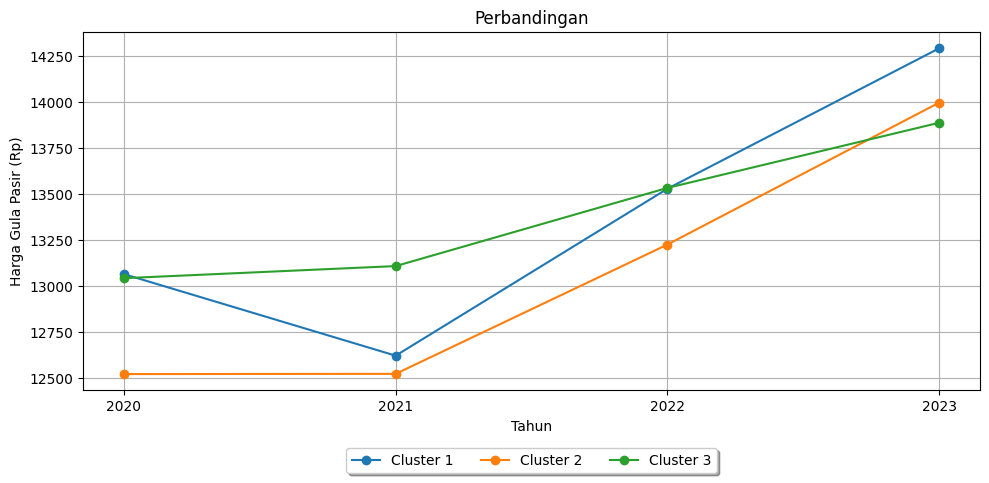 Perbandingan
14250
14000
13750
13500
13250
13000
12750
12500
Harga Gula Pasir (Rp)
2020 2021 2022 2023
Tahun
Cluster 1 Cluster 2 Cluster 3